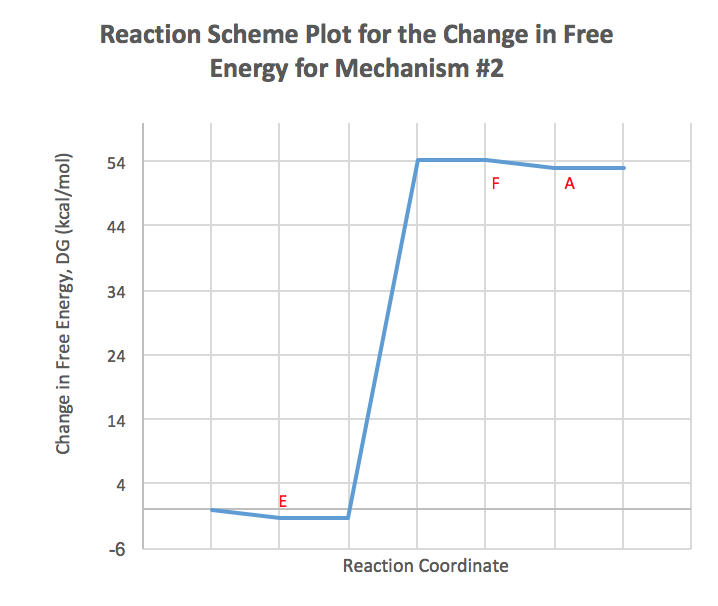 Reaction Scheme Plot for the Change in Free
Energy for Mechanism #2
Change in Free Energy, DG (kcal/mol)
54
44
34
24
14
4
-6
F
A
E
Reaction Coordinate